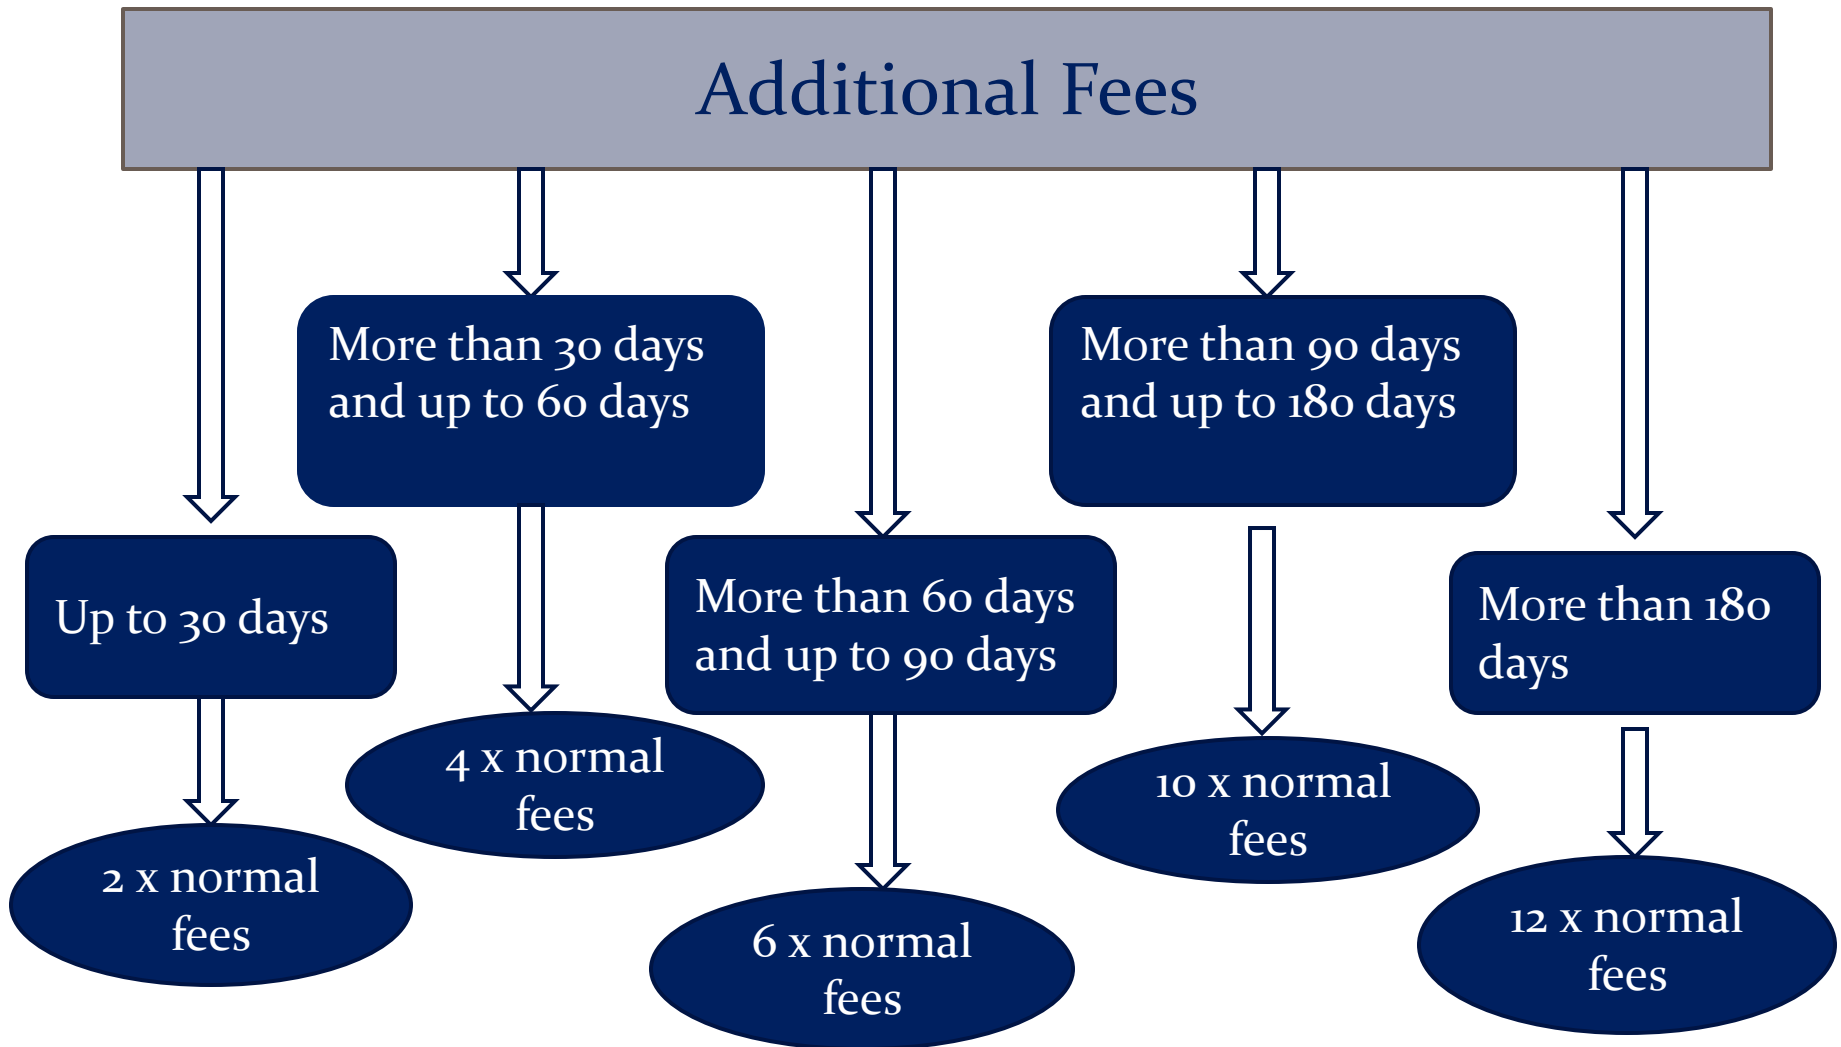 Additional Fees
More than 30 days
and up to 60 days
More than 90 days
and up to 180 days
Up to 30 days
More than 60 days
and up to 90 days
More than 180
days
4 x normal
fees
10 x normal
fees
2 x normal
fees
6 x normal
fees
12 x normal
fees